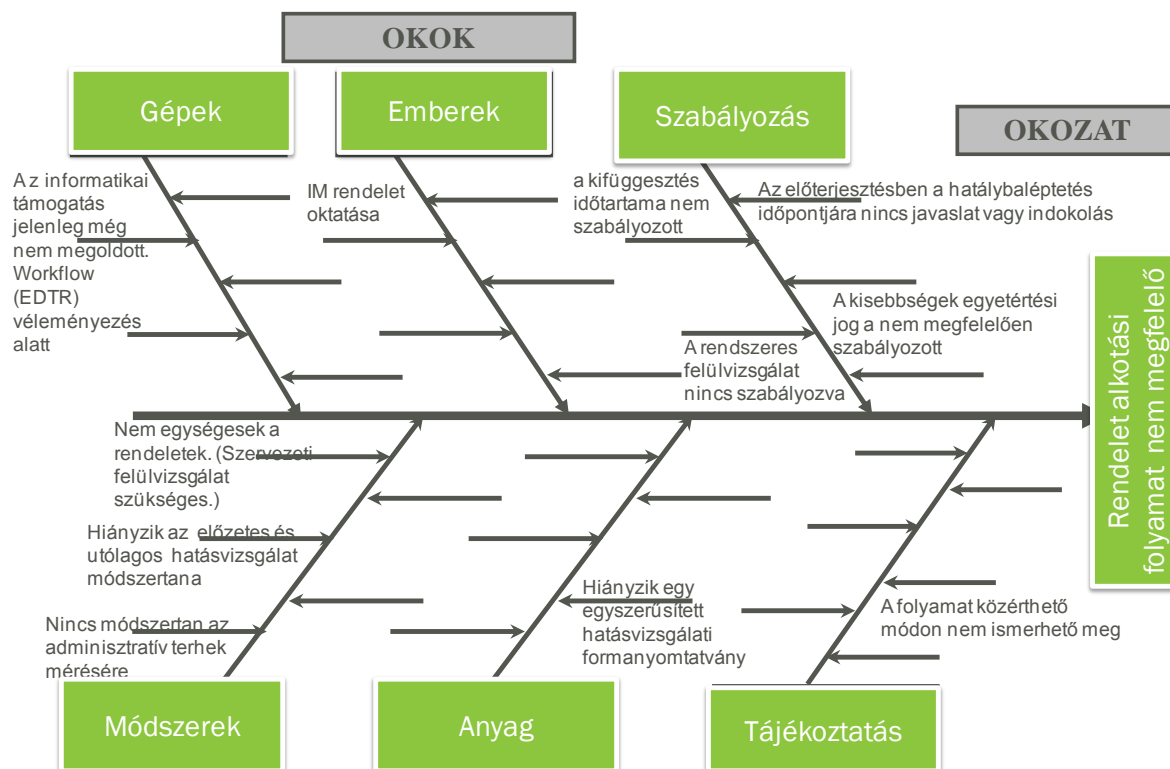 OKOK
Gépek
Emberek
Szabályozás
OKOZAT
Az informatikai
támogatás
jelenleg még
nem megoldott.
Workflow
(EDTR)
véleményezés
alatt
IM rendelet
oktatása
a kifüggesztés
időtartama nem
szabályozott
Az előterjesztésben a hatálybaléptetés
időpontjára nincs javaslat vagy indokolás
A kisebbségek egyetértési
jog a nem megfelelően
szabályozott
A rendszeres
felülvizsgálat
nincs szabályozva
Rendelet alkotási
folyamat nem megfelelő
Nem egységesek a
rendeletek. (Szervezeti
felülvizsgálat
szükséges.)
Hiányzik az előzetes és
utólagos hatásvizsgálat
módszertana
Nincs módszertan az
adminisztratív terhek
mérésére
Hiányzik egy
egyszerűsített
hatásvizsgálati
formanyomtatvány
A folyamat közérthető
módon nem ismerhető meg
Módszerek
Anyag
Tájékoztatás